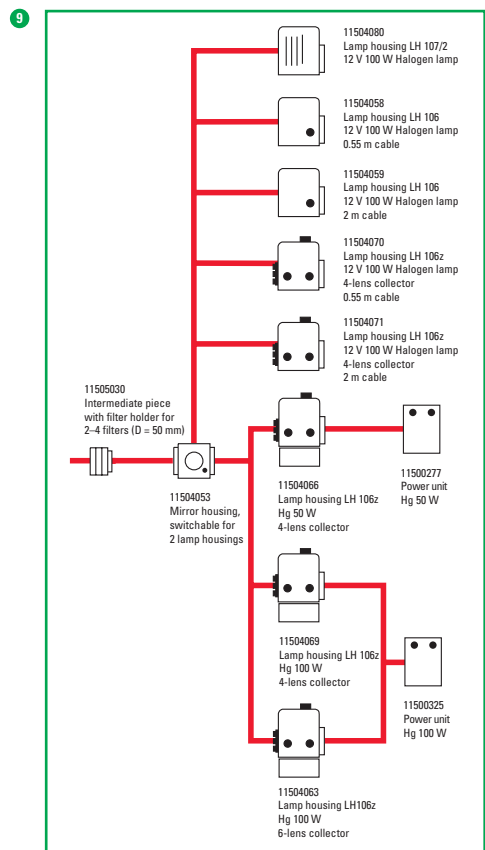 9
11504080
Lamp housing LH 107/2
12 V 100 W Halogen lamp
11504058
Lamp housing LH 106
12 V 100 W Halogen lamp
0.55 m cable
11504059
Lamp housing LH 106
12 V 100 W Halogen lamp
2 m cable
11504070
Lamp housing LH 106z
12 V 100 W Halogen lamp
4-lens collector
0.55 m cable
11504071
Lamp housing LH 106z
12 V 100 W Halogen lamp
4-lens collector
2 m cable
11505030
Intermediate piece
with filter holder for
2–4 filters (D = 50 mm)
11504053
Mirror housing,
switchable for
2 lamp housings
11504066
Lamp housing LH 106z
Hg 50 W
4-lens collector
11500277
Power unit
Hg 50 W
11504069
Lamp housing LH 106z
Hg 100 W
4-lens collector
11500325
Power unit
Hg 100 W
11504063
Lamp housing LH106z
Hg 100 W
6-lens collector